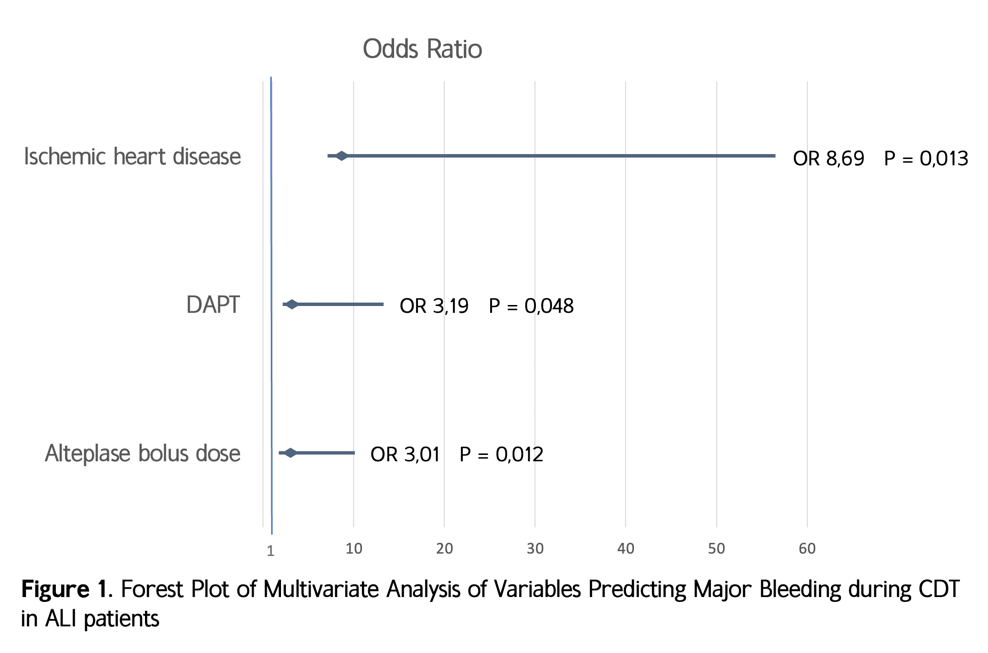 Odds Ratio
Ischemic heart disease
OR 8,69 P = 0,013
DAPT
OR 3,19 P = 0,048
Alteplase bolus dose
OR 3,01 P = 0,012
1 10 20 30 40 50 60
Figure 1. Forest Plot of Multivariate Analysis of Variables Predicting Major Bleeding during CDT
in ALI patients